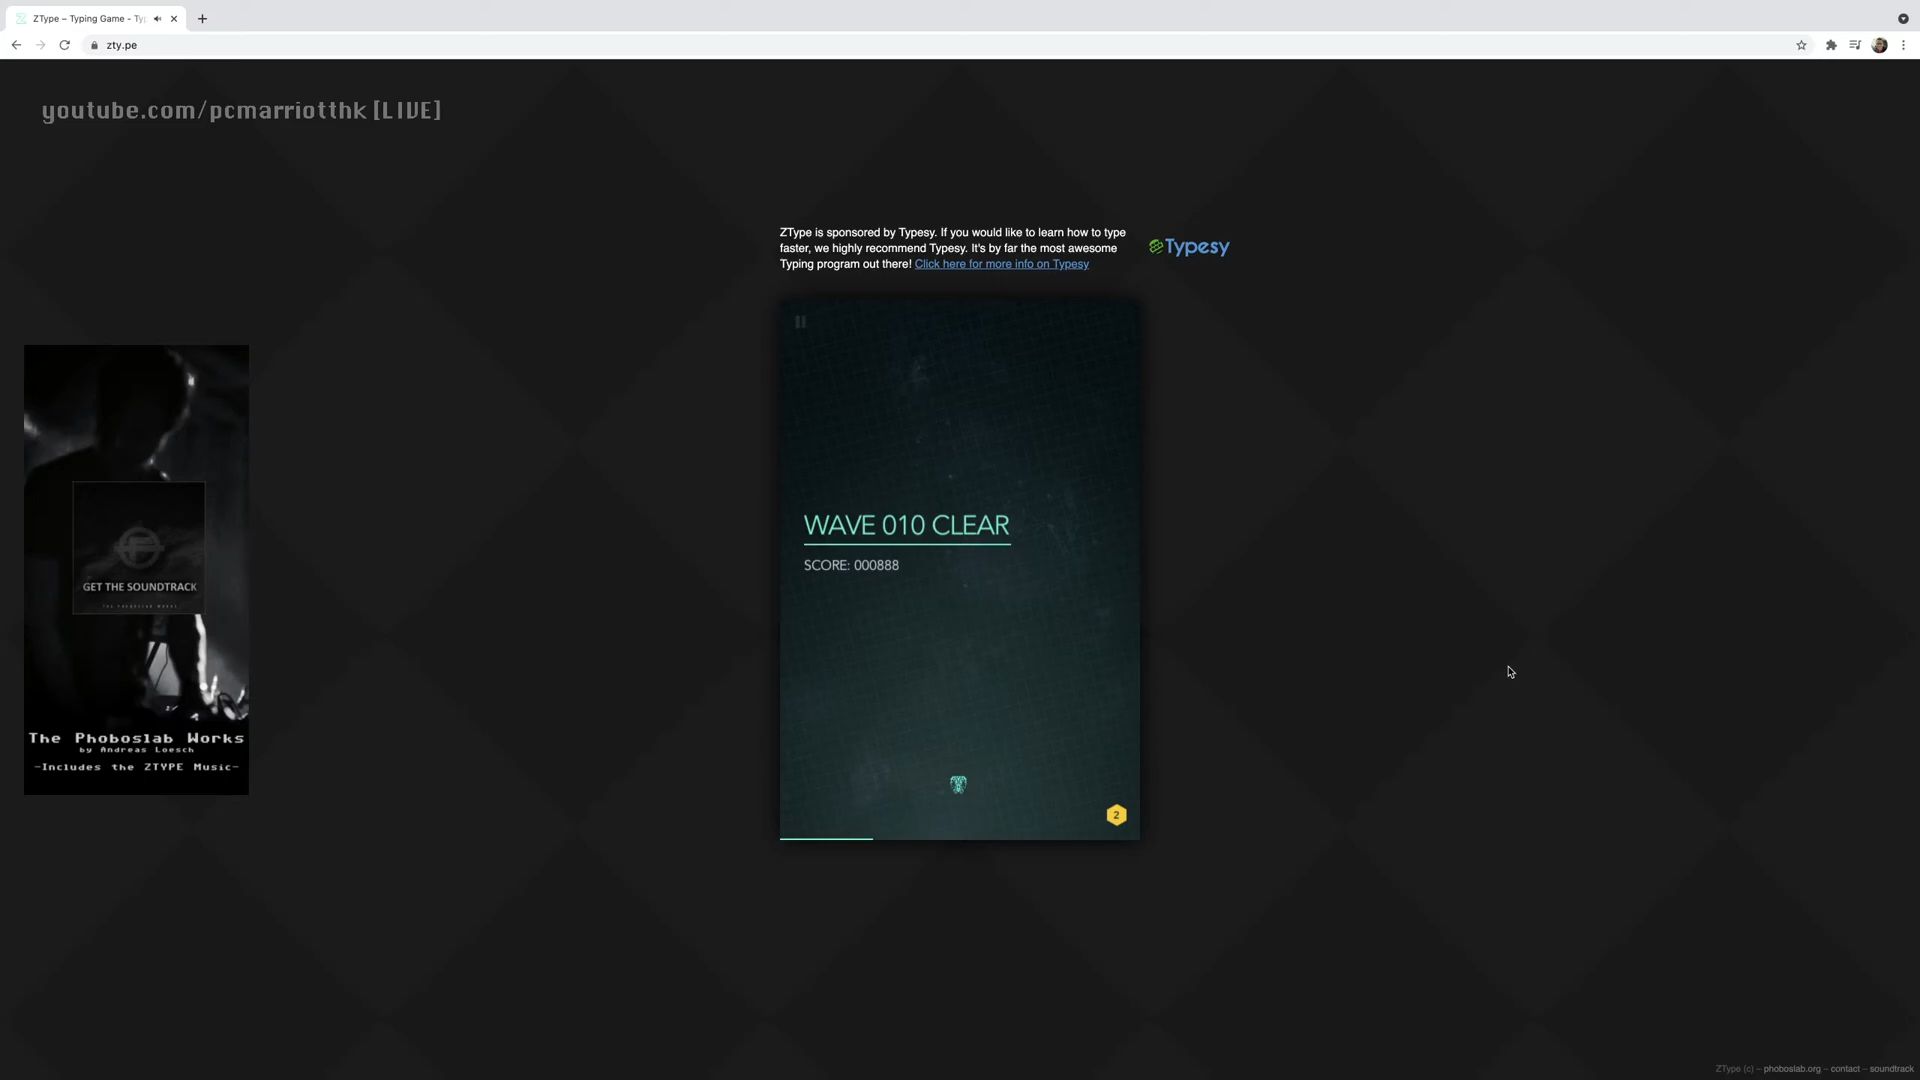 ZType – Typing Game - Ty
zty.pe
youtube.com/pcmarriotthk [LIVE]
ZType is sponsored by Typesy. If you would like to learn how to type
faster, we highly recommend Typesy. It's by far the most awesome
Typing program out there! Click here for more info on Typesy
Typesy
WAVE 010 CLEAR
SCORE: 000888
GET THE SOUNDTRACK
THE PHOBOSLAB WORKS
The Phoboslab Works
by Andreas Loesch
-Includes the ZTYPE Music-
2
ZType (c) – phoboslab.org – contact – soundtrack